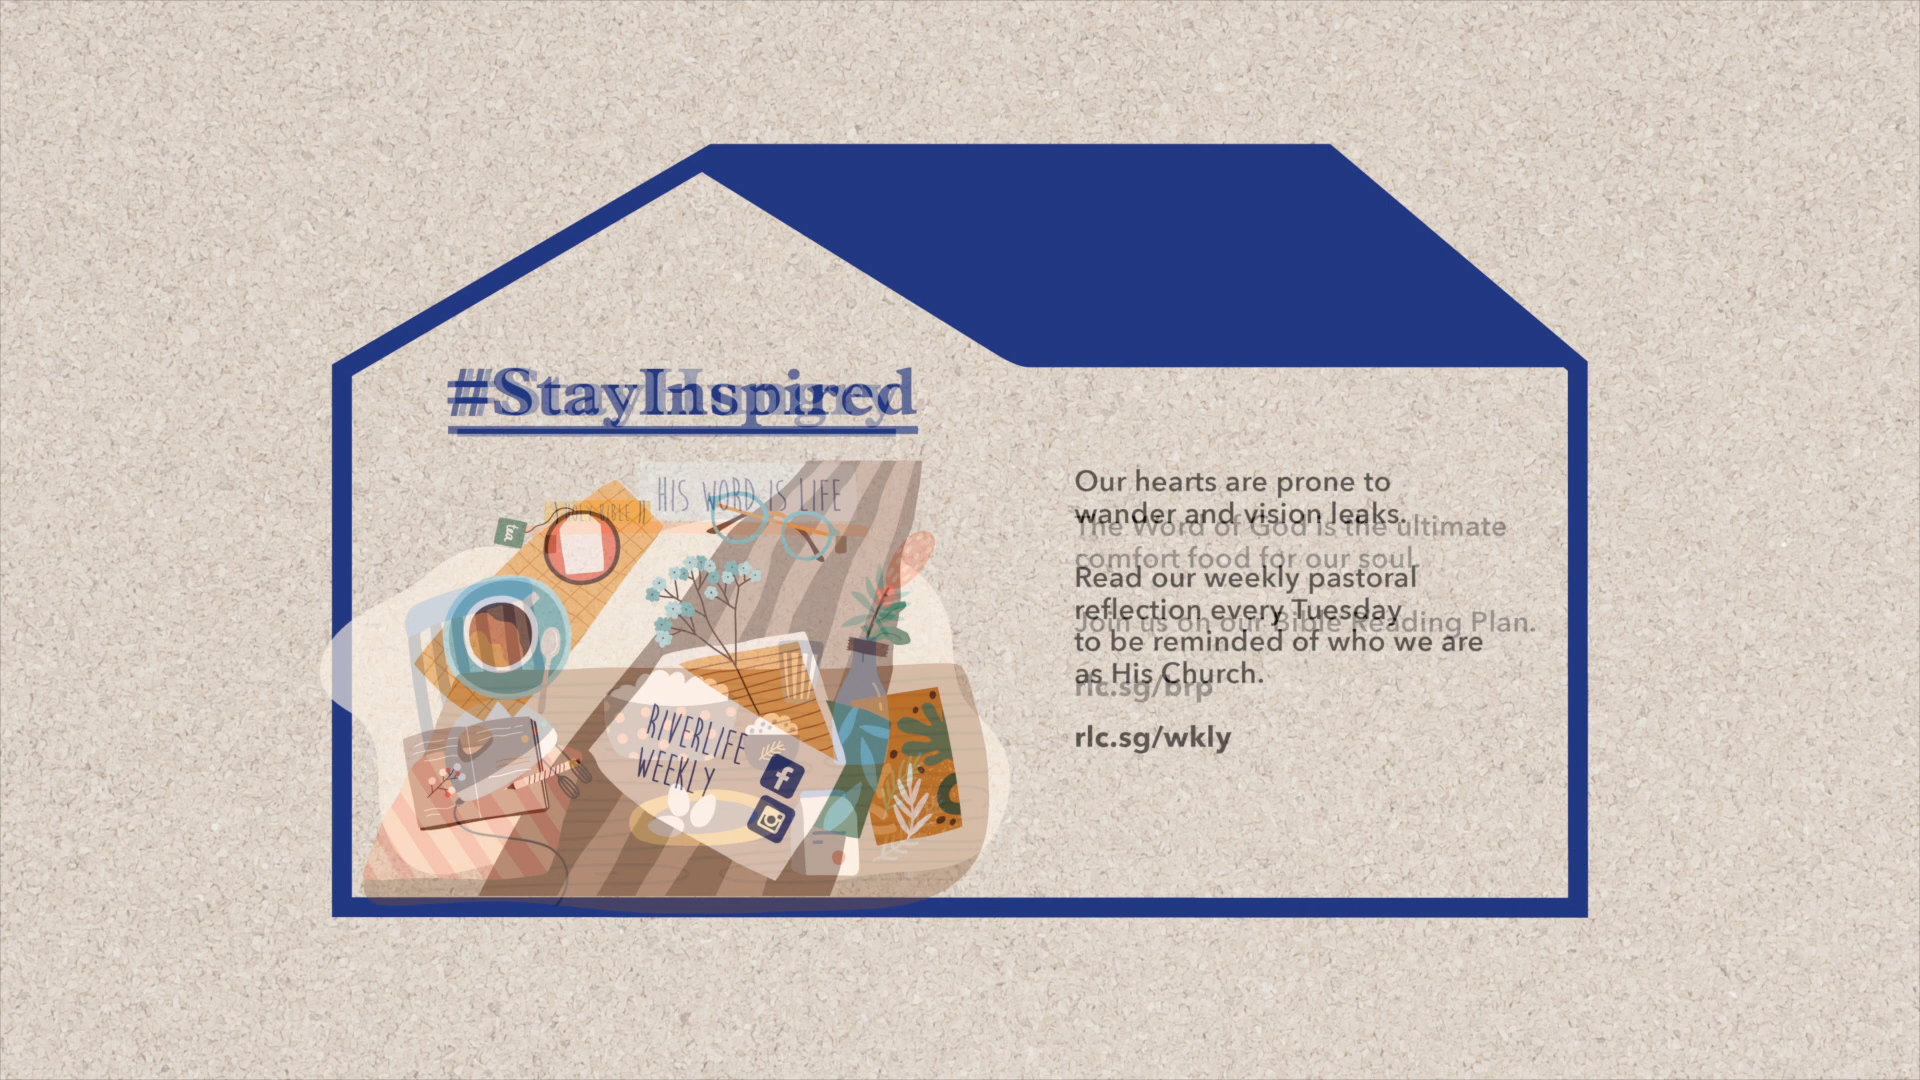 #StayInspired
HIS WORD IS LIFE
HOLY BIBLE
tea
RIVERLIFE
WEEKLY
Our hearts are prone to
wander and vision leaks.
The Word of God is the ultimate
comfort food for our soul.
Read our weekly pastoral
reflection every Tuesday
Join us on our Bible Reading Plan.
to be reminded of who we are
as His Church.
rlc.sg/brp
rlc.sg/wkly